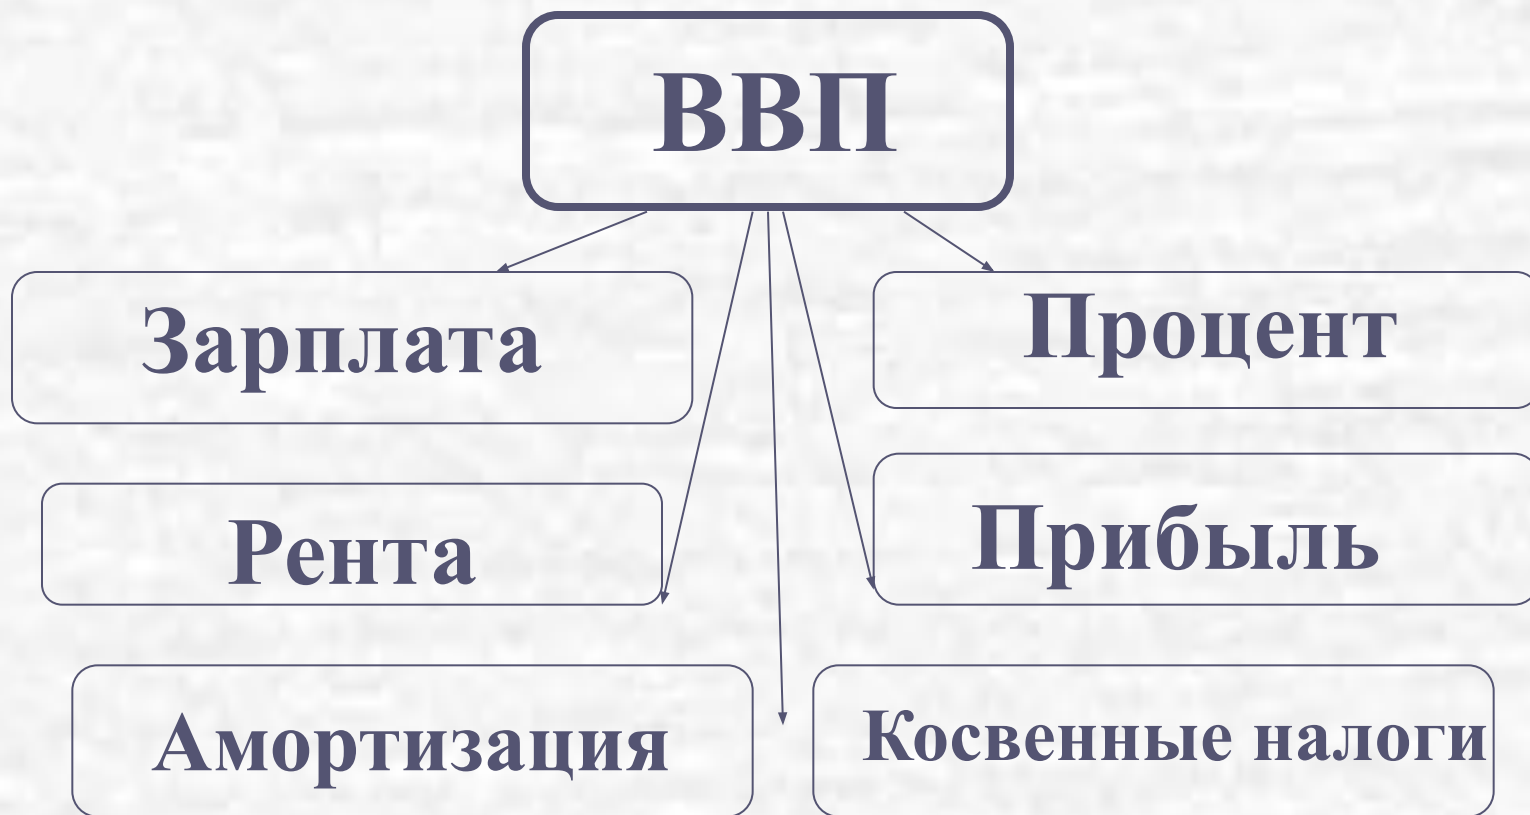 ВВП
Зарплата
Процент
Рента
Прибыль
Амортизация
Косвенные налоги